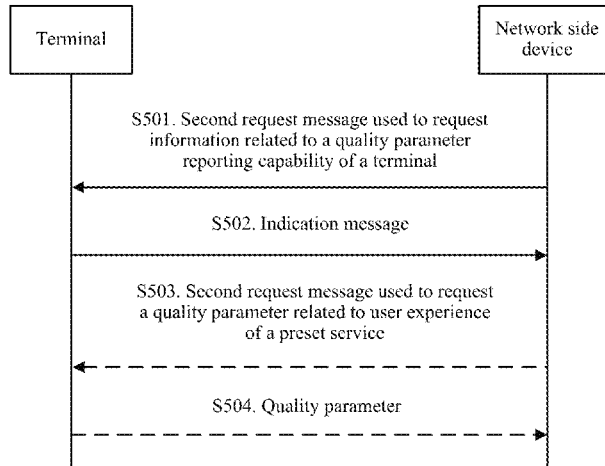 Terminal
Network side
device
S501. Second request message used to request
information related to a quality parameter
reporting capability of a terminal
S502. Indication message
S503. Second request message used to request
a quality parameter related to user experience
of a preset service
S504. Quality parameter